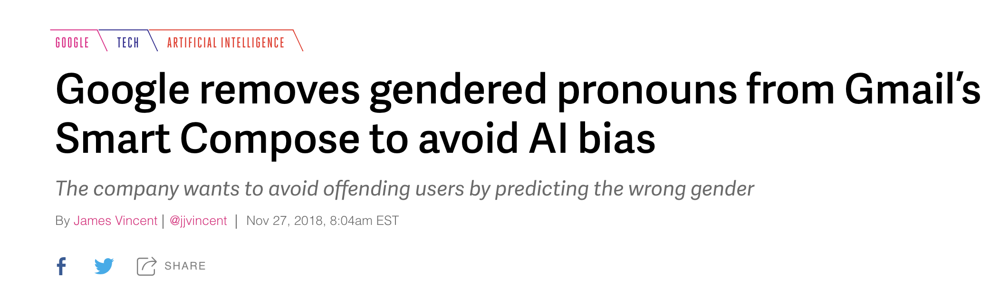 GOOGLE TECH ARTIFICIAL INTELLIGENCE
Google removes gendered pronouns from Gmail’s
Smart Compose to avoid AI bias
The company wants to avoid offending users by predicting the wrong gender
By James Vincent | @jjvincent | Nov 27, 2018, 8:04am EST
SHARE